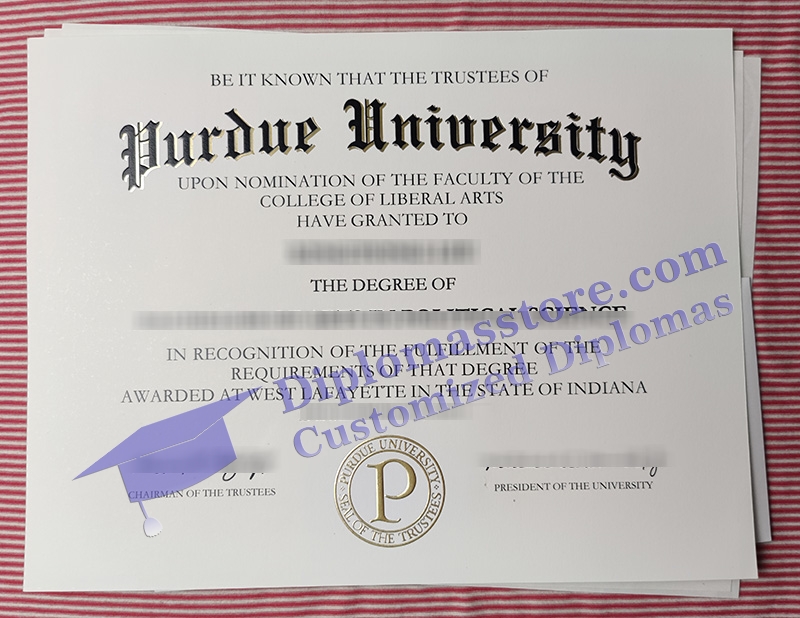 BE IT KNOWN THAT THE TRUSTEES OF
Purdue University
UPON NOMINATION OF THE FACULTY OF THE
COLLEGE OF LIBERAL ARTS
HAVE GRANTED TO
THE DEGREE OF
POLITICAL SCIENCE
IN RECOGNITION OF THE FULFILLMENT OF THE
REQUIREMENTS OF THAT DEGREE
AWARDED AT WEST LAFAYETTE IN THE STATE OF INDIANA
CHAIRMAN OF THE TRUSTEES
PURDUE UNIVERSITY
P
SEAL OF THE TRUSTEES
PRESIDENT OF THE UNIVERSITY
Diplomasstore.com
Customized Diplomas